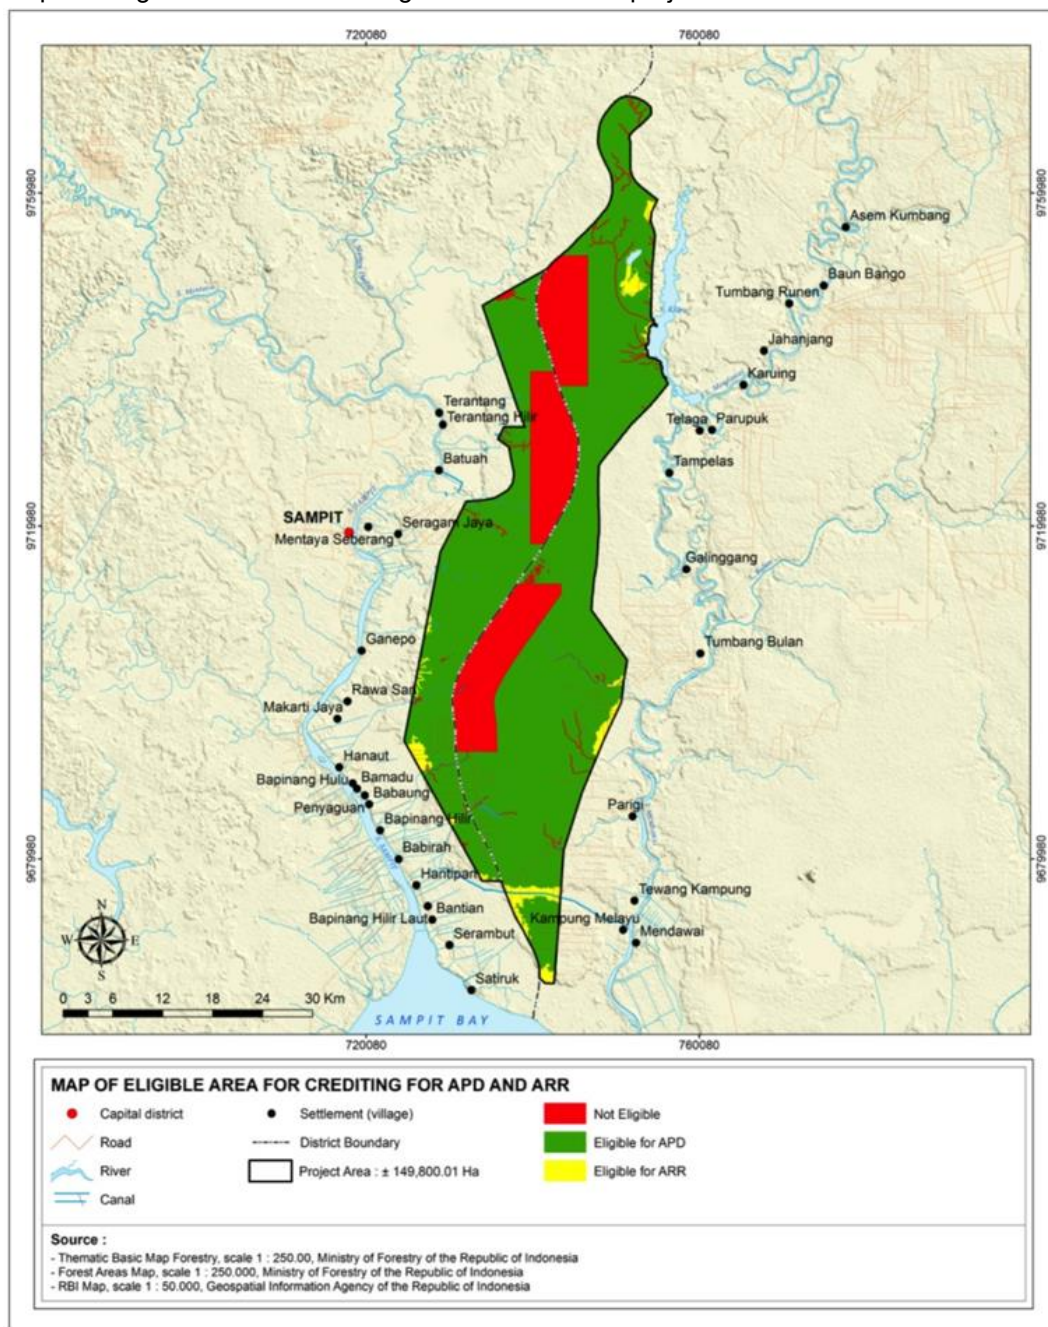 720080
760080
9759980
9759980
Asem Kumbang
Baun Bango
Tumbang Runen
Jahanjang
Karuing
Terantang
Terantang Hilir
Telaga
Parupuk
Batuah
Tampelas
SAMPIT
Seragam Jaya
Mentaya Seberang
9719980
9719980
Galinggang
Ganepo
Tumbang Bulan
Rawa Sari
Makarti Jaya
Hanaut
Bapinang Hulu
Bamadu
Babaung
Penyaguan
Bapinang Hilir
Parigi
Babirah
9679980
9679980
Hantipan
Tewang Kampung
Bantian
Bapinang Hilir Laut
Kampung Melayu
Mendawai
Serambut
Satiruk
N
W E
S
0 3 6 12 18 24 30 Km
SAMPIT BAY
720080
760080
MAP OF ELIGIBLE AREA FOR CREDITING FOR APD AND ARR
Capital district
Settlement (village)
Not Eligible
Road
District Boundary
Eligible for APD
River
Project Area : ± 149,800.01 Ha
Eligible for ARR
Canal
Source :
- Thematic Basic Map Forestry, scale 1 : 250.00, Ministry of Forestry of the Republic of Indonesia
- Forest Areas Map, scale 1 : 250.000, Ministry of Forestry of the Republic of Indonesia
- RBI Map, scale 1 : 50.000, Geospatial Information Agency of the Republic of Indonesia